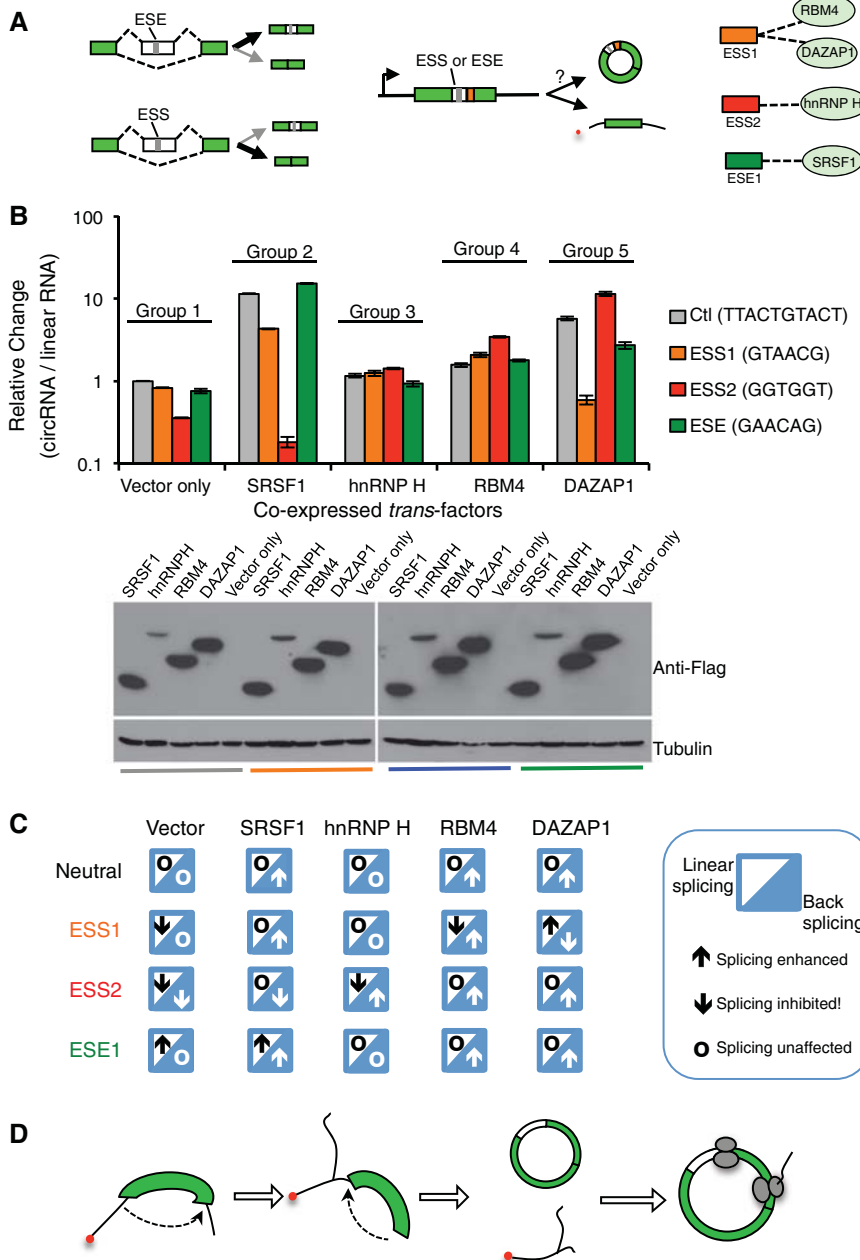 A
ESE
ESS
ESS or ESE
?
RBM4
DAZAP1
ESS1
hnRNP H
ESS2
SRSF1
ESE1
B
Relative Change
(circRNA / linear RNA)
100
10
1
0.1
Group 1
Group 2
Group 3
Group 4
Group 5
Vector only
SRSF1
hnRNP H
RBM4
DAZAP1
Co-expressed trans-factors
Ctl (TTACTGTACT)
ESS1 (GTAACG)
ESS2 (GGTGGT)
ESE (GAACAG)
SRSF1
hnRNPH
RBM4
DAZAP1
Vector only
SRSF1
hnRNPH
RBM4
DAZAP1
Vector only
SRSF1
hnRNPH
RBM4
DAZAP1
Vector only
SRSF1
hnRNPH
RBM4
DAZAP1
Vector only
Anti-Flag
Tubulin
C
Vector
SRSF1
hnRNP H
RBM4
DAZAP1
Neutral
O O O O O O O
ESS1
O O O O
ESS2
O O O
ESE1
O O O O O
Linear
splicing
Back
splicing
Splicing enhanced
Splicing inhibited!
O Splicing unaffected
D